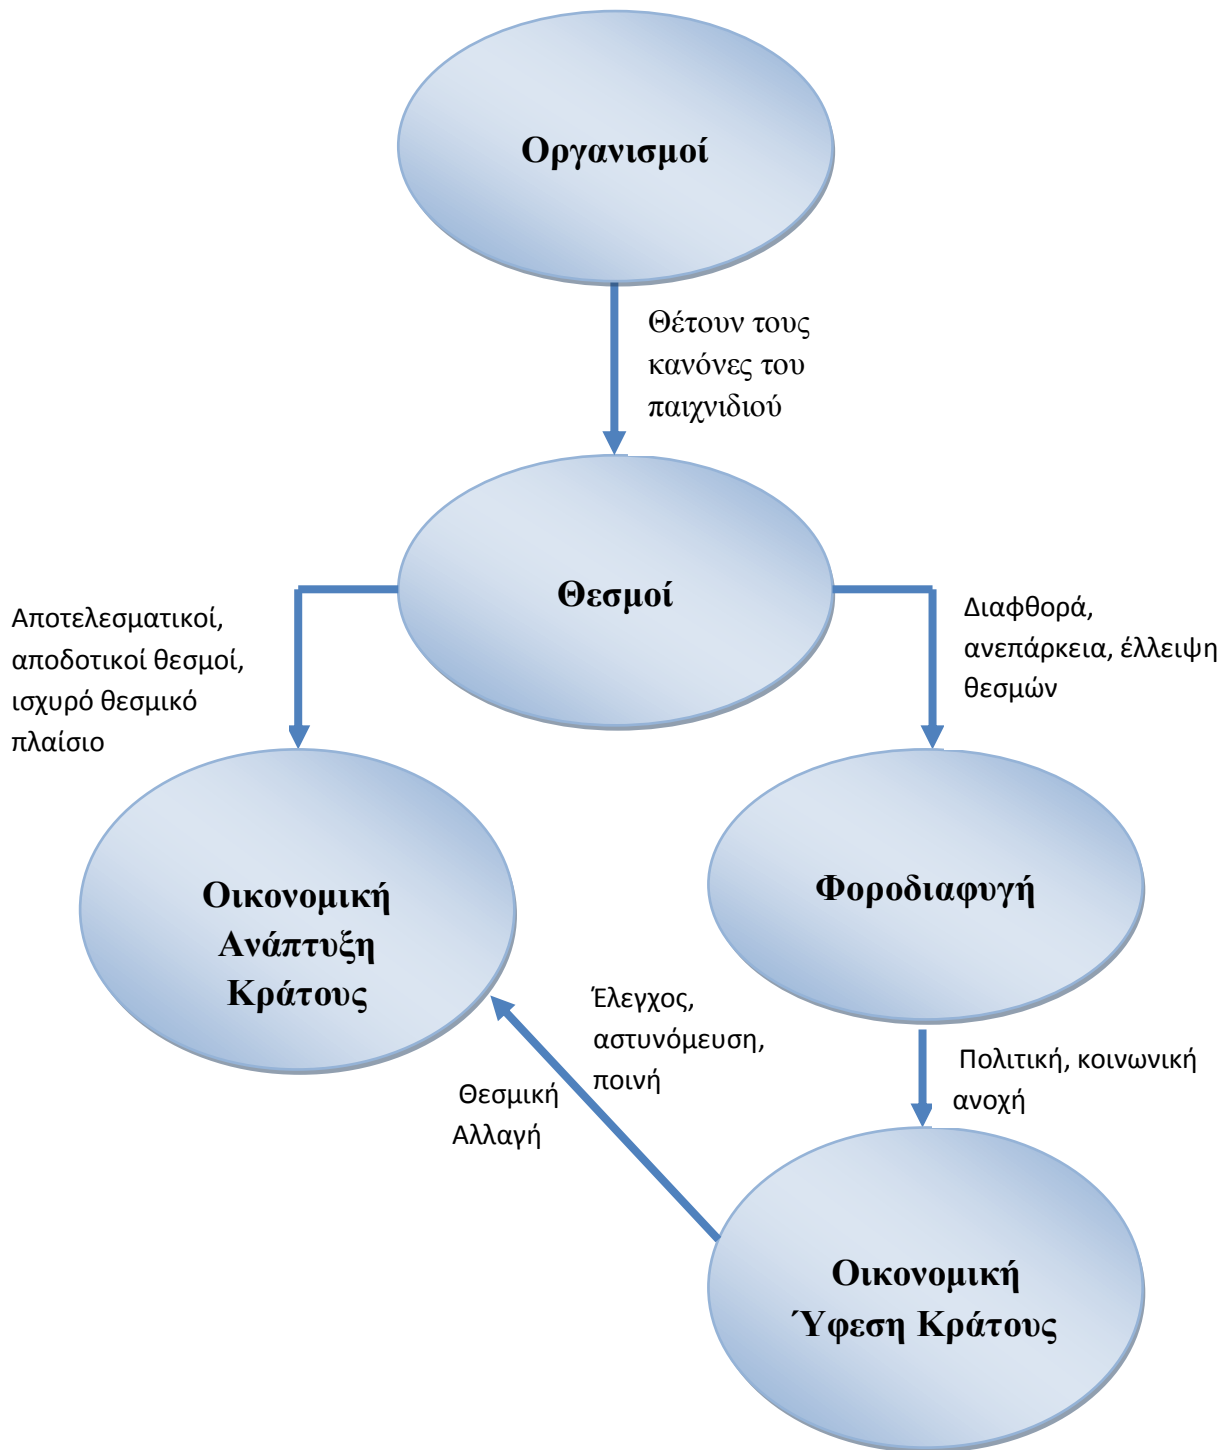 Οργανισμοί
Θέτουν τους
κανόνες του
παιχνιδιού
Θεσμοί
Αποτελεσματικοί,
αποδοτικοί θεσμοί,
ισχυρό θεσμικό
πλαίσιο
Διαφθορά,
ανεπάρκεια, έλλειψη
θεσμών
Οικονομική
Ανάπτυξη
Κράτους
Φοροδιαφυγή
Έλεγχος,
αστυνόμευση,
ποινή
Θεσμική
Αλλαγή
Πολιτική, κοινωνική
ανοχή
Οικονομική
Ύφεση Κράτους